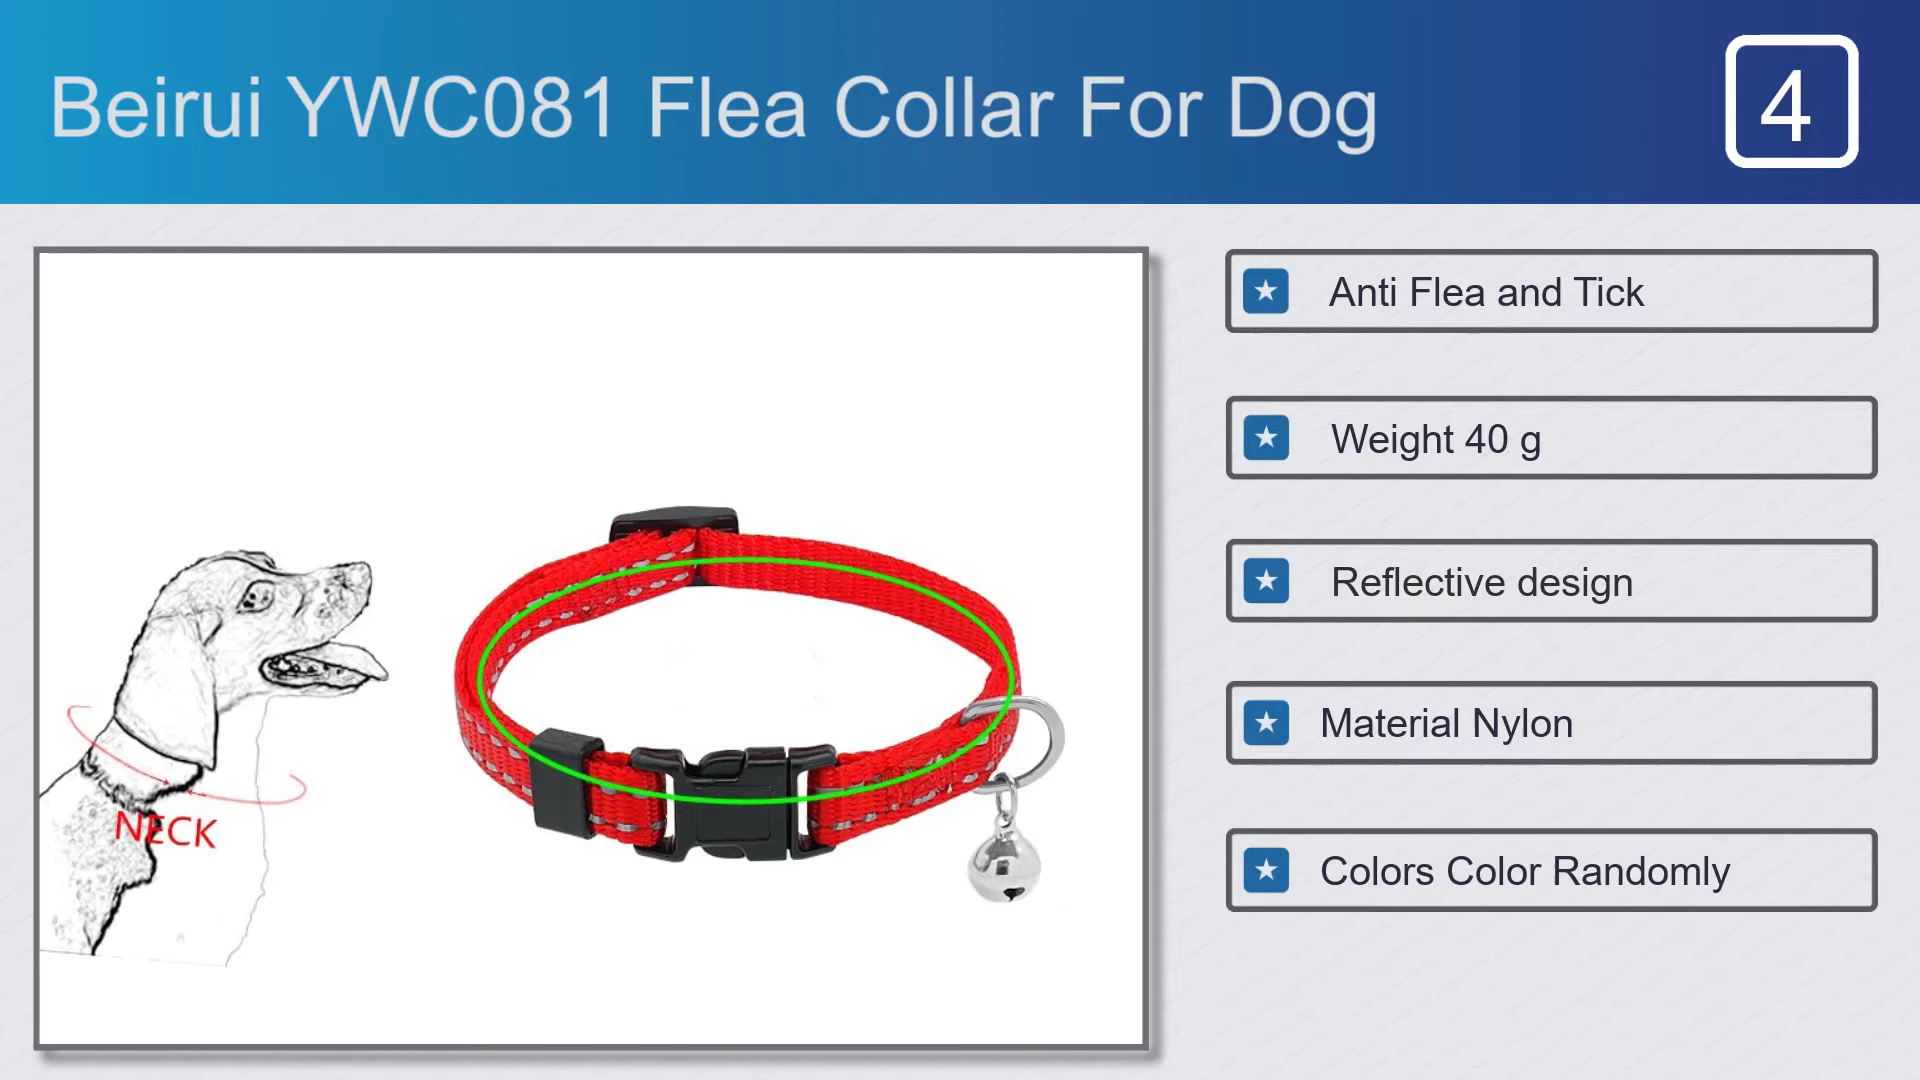 Beirui YWC081 Flea Collar For Dog
4
Anti Flea and Tick
Weight 40 g
Reflective design
Material Nylon
Colors Color Randomly
NECK